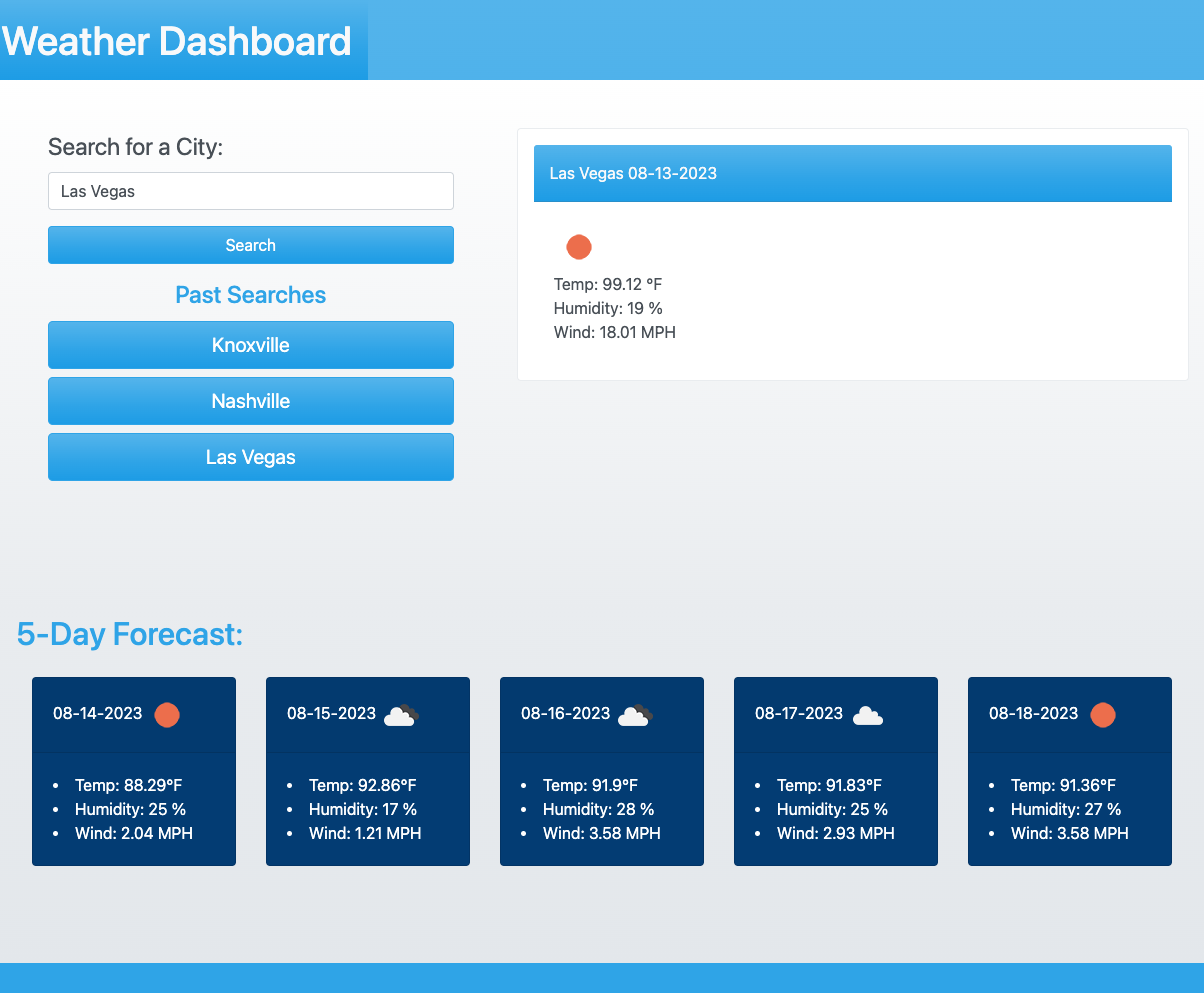 Weather Dashboard
Search for a City:
Las Vegas
Search
Past Searches
Knoxville
Nashville
Las Vegas
Las Vegas 08-13-2023
Temp: 99.12 °F
Humidity: 19 %
Wind: 18.01 MPH
5-Day Forecast:
08-14-2023
• Temp: 88.29°F
• Humidity: 25 %
• Wind: 2.04 MPH
08-15-2023
• Temp: 92.86°F
• Humidity: 17 %
• Wind: 1.21 MPH
08-16-2023
• Temp: 91.9°F
• Humidity: 28 %
• Wind: 3.58 MPH
08-17-2023
• Temp: 91.83°F
• Humidity: 25 %
• Wind: 2.93 MPH
08-18-2023
• Temp: 91.36°F
• Humidity: 27 %
• Wind: 3.58 MPH